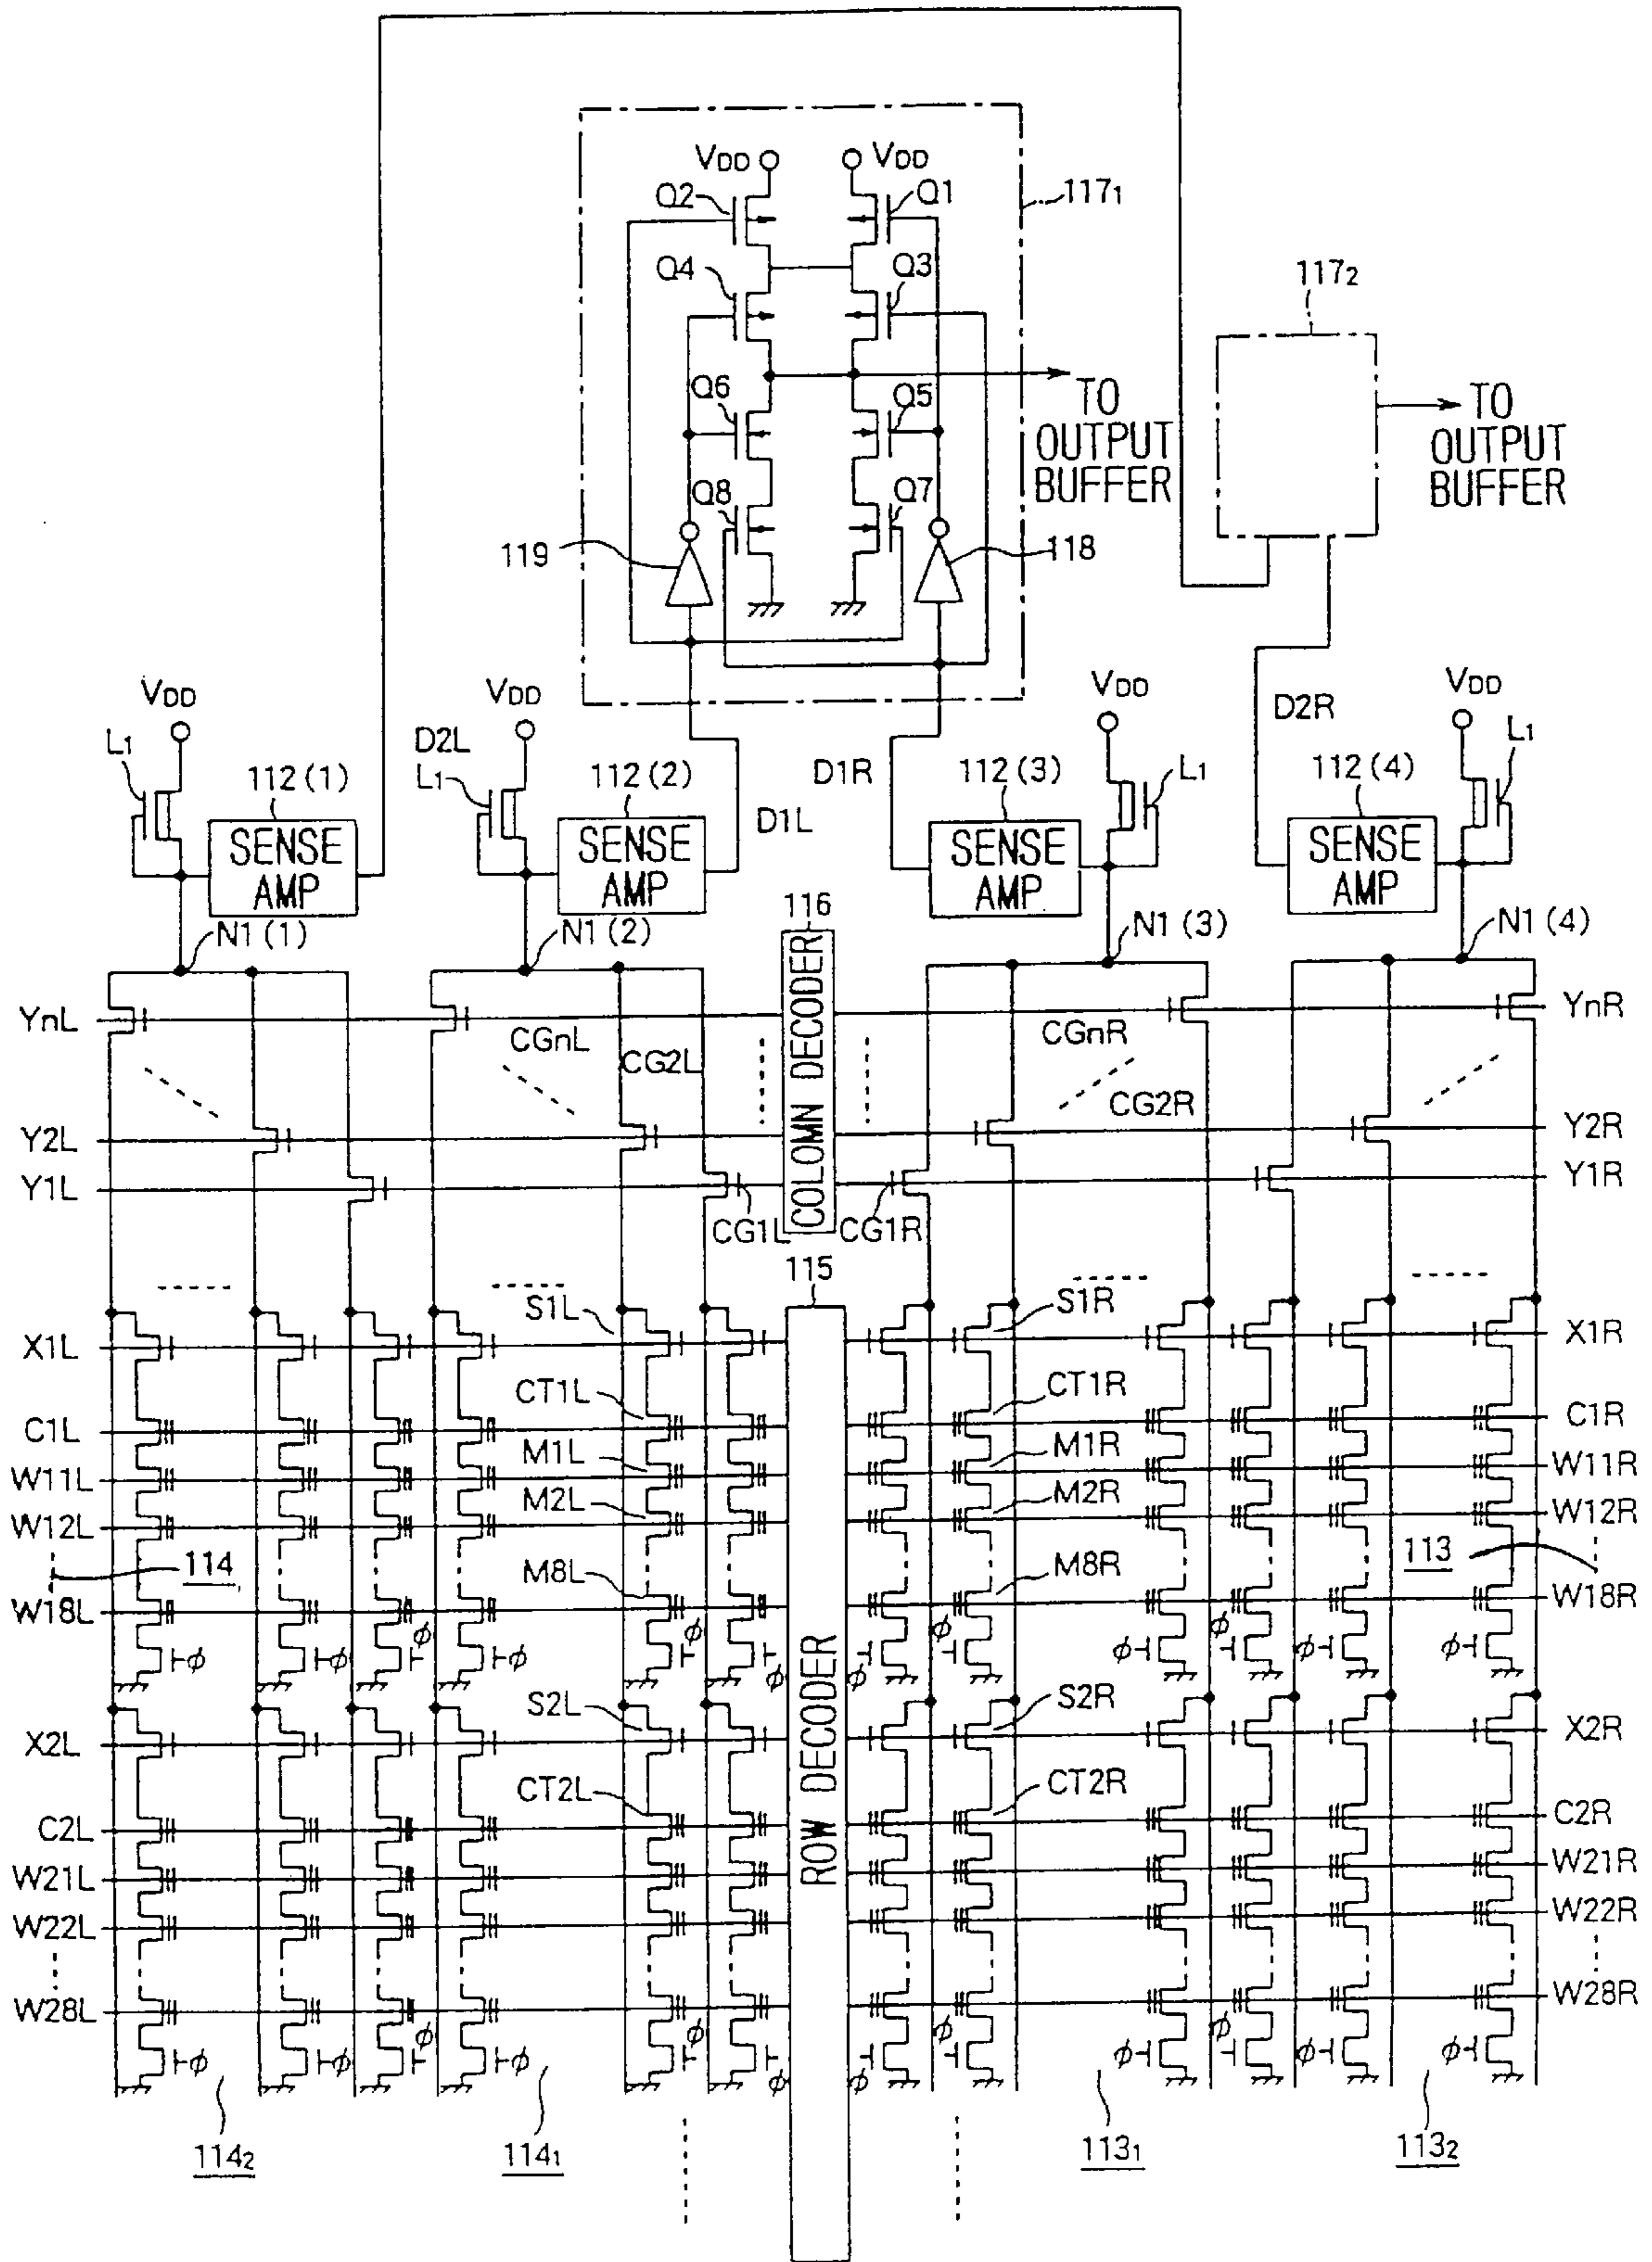 VDD VDD
Q2 Q1 117₁
Q4 Q3 117₂
Q6 Q5
TO OUTPUT BUFFER
TO OUTPUT BUFFER
Q8 Q7
119 118
VDD VDD VDD VDD
L₁ D2L L₁ D1R L₁ D2R L₁
112(1) 112(2) 112(3) 112(4)
D1L
SENSE AMP SENSE AMP SENSE AMP SENSE AMP
116
N1(1) N1(2) N1(3) N1(4)
COLOMN DECODER
YnL CGnL CG2L CGnR YnR
CG2R
Y2L Y2R
Y1L Y1R
CG1L CG1R
115
S1L S1R
X1L X1R
CT1L CT1R
C1L C1R
M1L M1R
W11L W11R
M2L M2R
W12L W12R
114 113
M8L M8R
W18L W18R
ϕ ϕ ϕ ϕ ϕ ϕ ϕ ϕ ϕ ϕ ϕ ϕ
ROW DECODER
S2L S2R
X2L X2R
CT2L CT2R
C2L C2R
W21L W21R
W22L W22R
W28L W28R
ϕ ϕ ϕ ϕ ϕ ϕ ϕ ϕ ϕ ϕ ϕ ϕ
114₂ 114₁ 113₁ 113₂